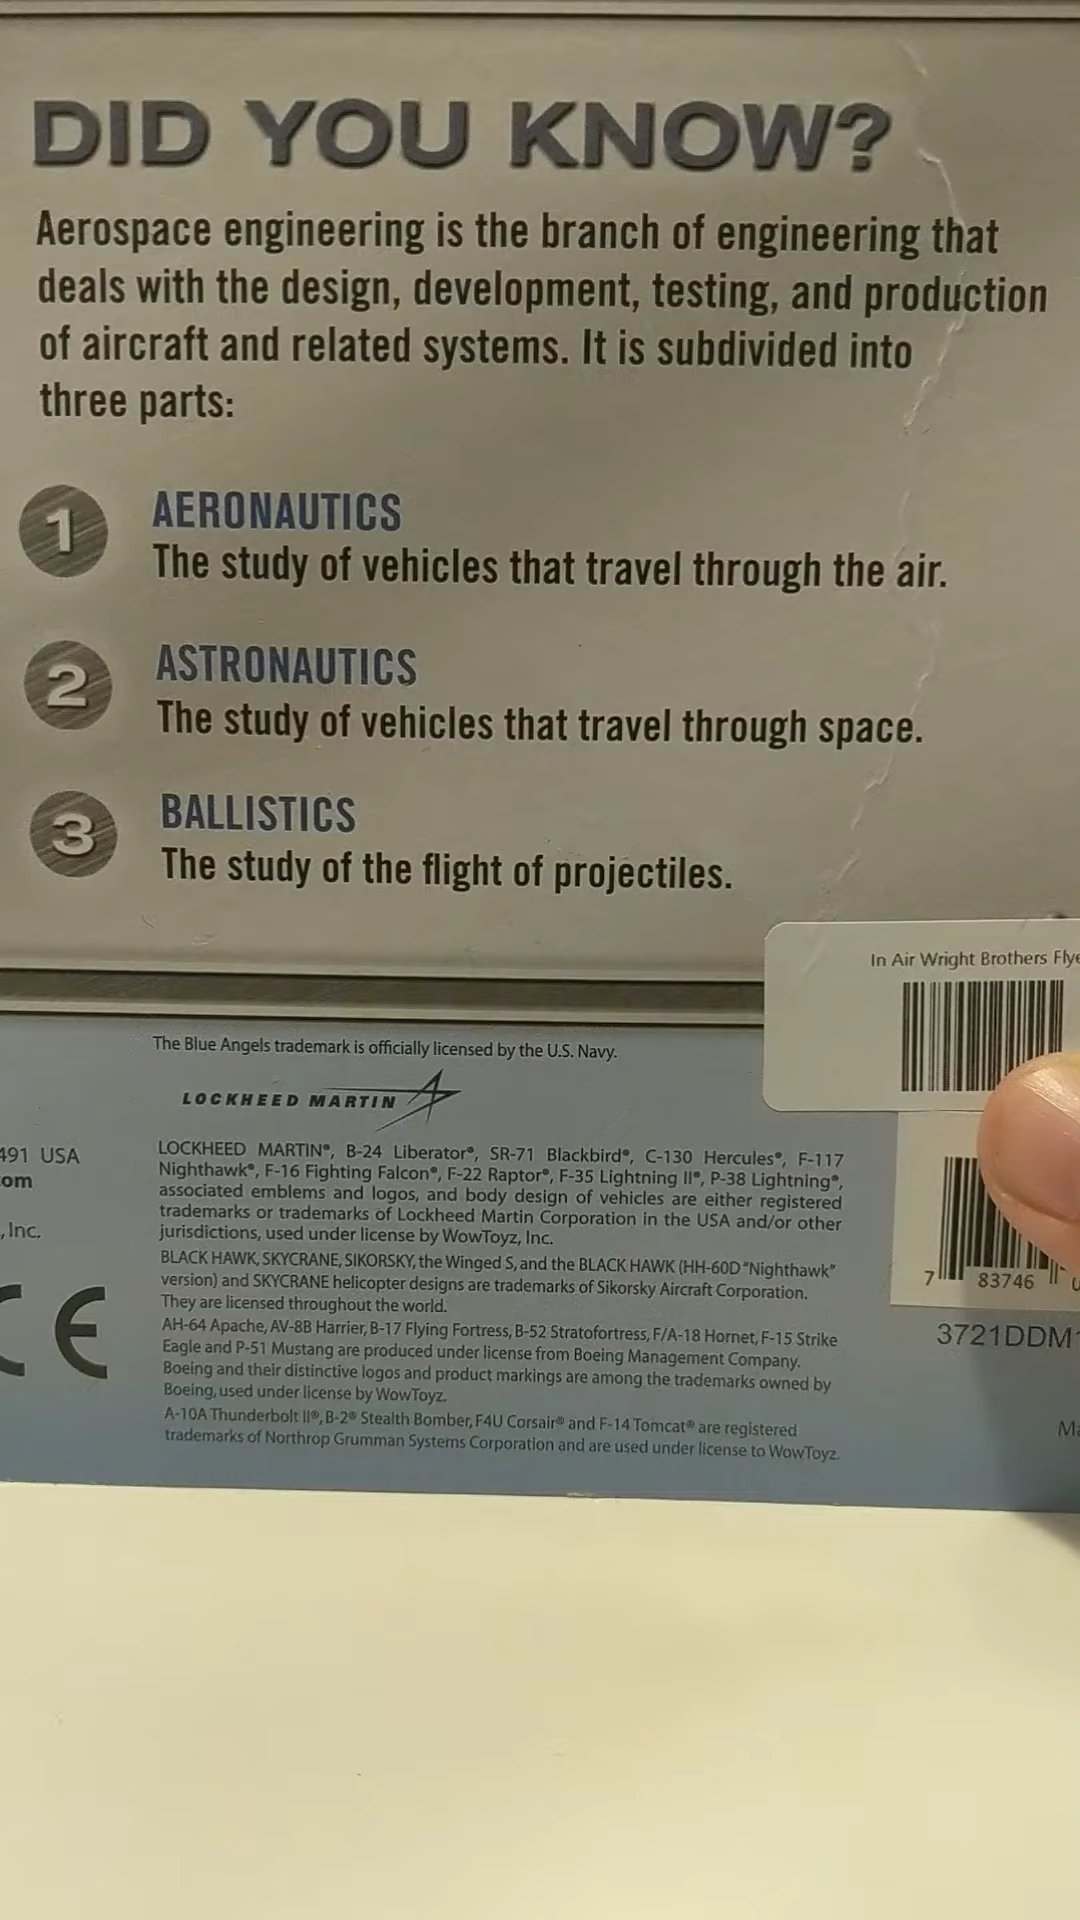 DID YOU KNOW?
Aerospace engineering is the branch of engineering that
deals with the design, development, testing, and production
of aircraft and related systems. It is subdivided into
three parts:
1 AERONAUTICS
The study of vehicles that travel through the air.
2 ASTRONAUTICS
The study of vehicles that travel through space.
3 BALLISTICS
The study of the flight of projectiles.
In Air Wright Brothers
The Blue Angels trademark is officially licensed by the U.S. Navy.
LOCKHEED MARTIN
LOCKHEED MARTIN®, B-24 Liberator®, SR-71 Blackbird®, C-130 Hercules®, F-117
Nighthawk®, F-16 Fighting Falcon®, F-22 Raptor®, F-35 Lightning II®, P-38 Lightning®,
associated emblems and logos, and body design of vehicles are either registered
trademarks or trademarks of Lockheed Martin Corporation in the USA and/or other
jurisdictions, used under license by WowToyz, Inc.
BLACK HAWK, SKYCRANE, SIKORSKY, the Winged S, and the BLACK HAWK (HH-60D "Nighthawk"
version) and SKYCRANE helicopter designs are trademarks of Sikorsky Aircraft Corporation.
They are licensed throughout the world.
AH-64 Apache, AV-8B Harrier, B-17 Flying Fortress, B-52 Stratofortress, F/A-18 Hornet, F-15 Strike
Eagle and P-51 Mustang are produced under license from Boeing Management Company.
Boeing and their distinctive logos and product markings are among the trademarks owned by
Boeing, used under license by WowToyz.
A-10A Thunderbolt II®, B-2® Stealth Bomber, F4U Corsair® and F-14 Tomcat® are registered
trademarks of Northrop Grumman Systems Corporation and are used under license to WowToyz.
491 USA
om
, Inc.
CE
7 83746
3721DDM